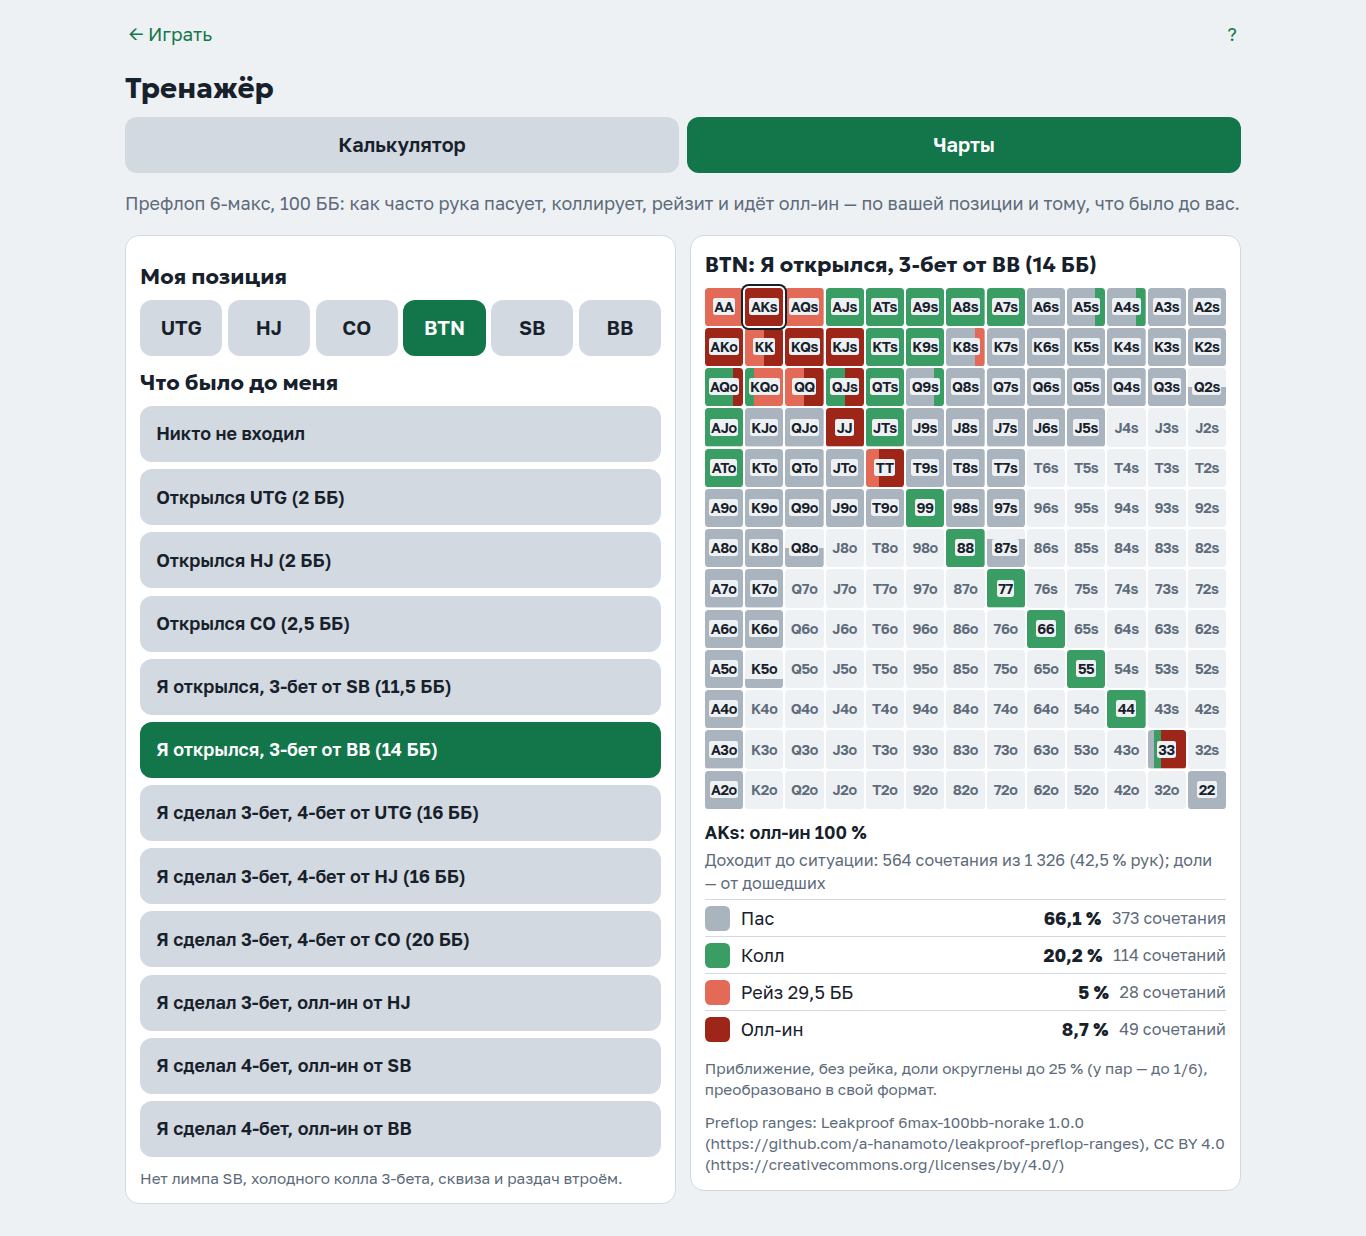 ← Играть
?
Тренажёр
Калькулятор
Чарты
Префлоп 6-макс, 100 ББ: как часто рука пасует, коллирует, рейзит и идёт олл-ин — по вашей позиции и тому, что было до вас.
Моя позиция
UTG HJ CO BTN SB BB
Что было до меня
Никто не входил
Открылся UTG (2 ББ)
Открылся HJ (2 ББ)
Открылся CO (2,5 ББ)
Я открылся, 3-бет от SB (11,5 ББ)
Я открылся, 3-бет от BB (14 ББ)
Я сделал 3-бет, 4-бет от UTG (16 ББ)
Я сделал 3-бет, 4-бет от HJ (16 ББ)
Я сделал 3-бет, 4-бет от CO (20 ББ)
Я сделал 3-бет, олл-ин от HJ
Я сделал 4-бет, олл-ин от SB
Я сделал 4-бет, олл-ин от BB
Нет лимпа SB, холодного колла 3-бета, сквиза и раздач втроём.
BTN: Я открылся, 3-бет от BB (14 ББ)
AA AKs AQs AJs ATs A9s A8s A7s A6s A5s A4s A3s A2s
AKo KK KQs KJs KTs K9s K8s K7s K6s K5s K4s K3s K2s
AQo KQo QQ QJs QTs Q9s Q8s Q7s Q6s Q5s Q4s Q3s Q2s
AJo KJo QJo JJ JTs J9s J8s J7s J6s J5s J4s J3s J2s
ATo KTo QTo JTo TT T9s T8s T7s T6s T5s T4s T3s T2s
A9o K9o Q9o J9o T9o 99 98s 97s 96s 95s 94s 93s 92s
A8o K8o Q8o J8o T8o 98o 88 87s 86s 85s 84s 83s 82s
A7o K7o Q7o J7o T7o 97o 87o 77 76s 75s 74s 73s 72s
A6o K6o Q6o J6o T6o 96o 86o 76o 66 65s 64s 63s 62s
A5o K5o Q5o J5o T5o 95o 85o 75o 65o 55 54s 53s 52s
A4o K4o Q4o J4o T4o 94o 84o 74o 64o 54o 44 43s 42s
A3o K3o Q3o J3o T3o 93o 83o 73o 63o 53o 43o 33 32s
A2o K2o Q2o J2o T2o 92o 82o 72o 62o 52o 42o 32o 22
AKs: олл-ин 100 %
Доходит до ситуации: 564 сочетания из 1 326 (42,5 % рук); доли
— от дошедших
Пас 66,1 % 373 сочетания
Колл 20,2 % 114 сочетаний
Рейз 29,5 ББ 5 % 28 сочетаний
Олл-ин 8,7 % 49 сочетаний
Приближение, без рейка, доли округлены до 25 % (у пар — до 1/6),
преобразовано в свой формат.
Preflop ranges: Leakproof 6max-100bb-norake 1.0.0
(https://github.com/a-hanamoto/leakproof-preflop-ranges), CC BY 4.0
(https://creativecommons.org/licenses/by/4.0/)